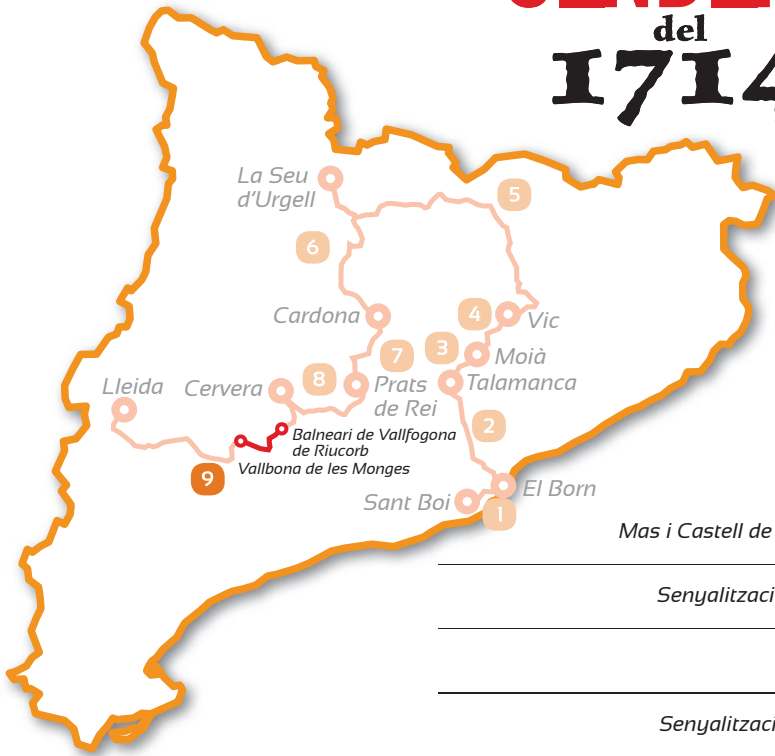 del
1714
La Seu
d'Urgell
5
6
Cardona
4
Vic
3
Moià
7
Talamanca
8
Prats
de Rei
Lleida
Cervera
2
Balneari de Vallfogona
de Riucorb
Vallbona de les Monges
9
El Born
Sant Boi
1
Mas i Castell de
Senyalitzaci
Senyalitzaci